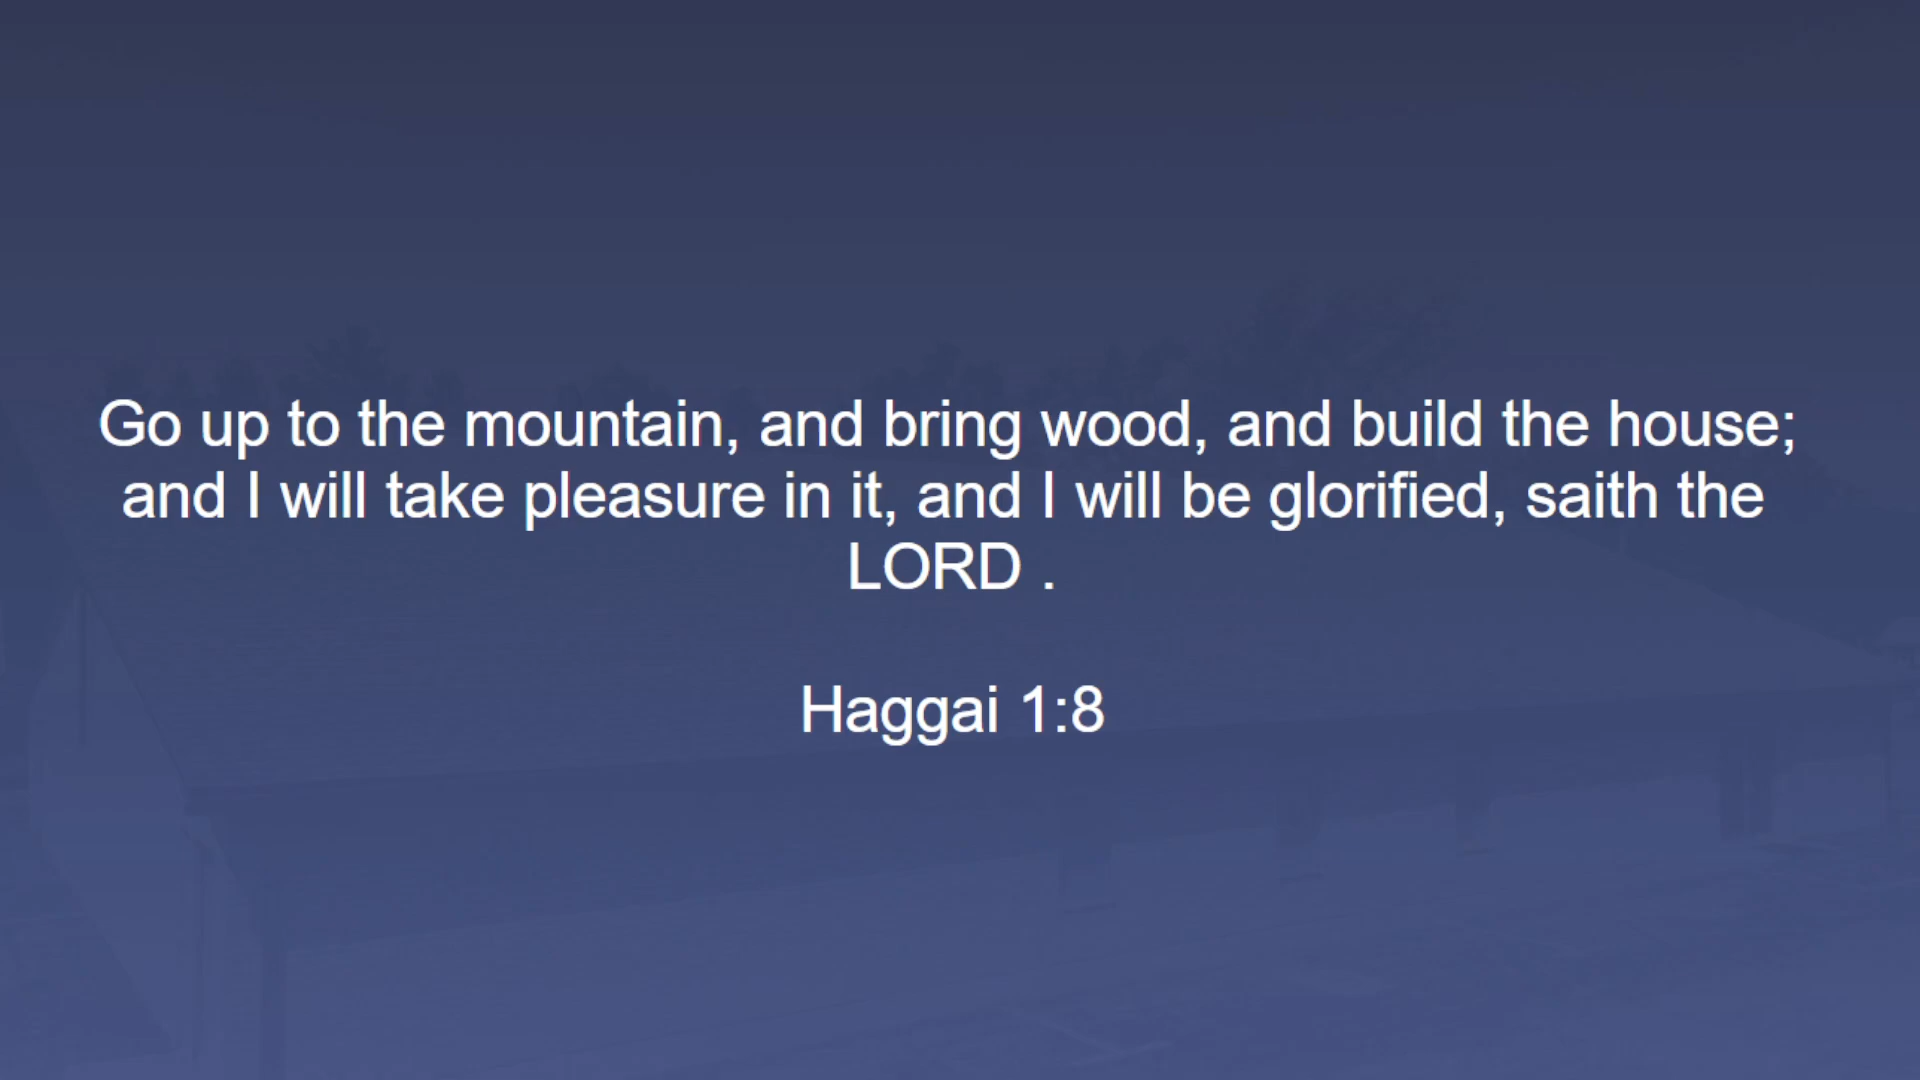 Go up to the mountain, and bring wood, and build the house;
and I will take pleasure in it, and I will be glorified, saith the
LORD .
Haggai 1:8